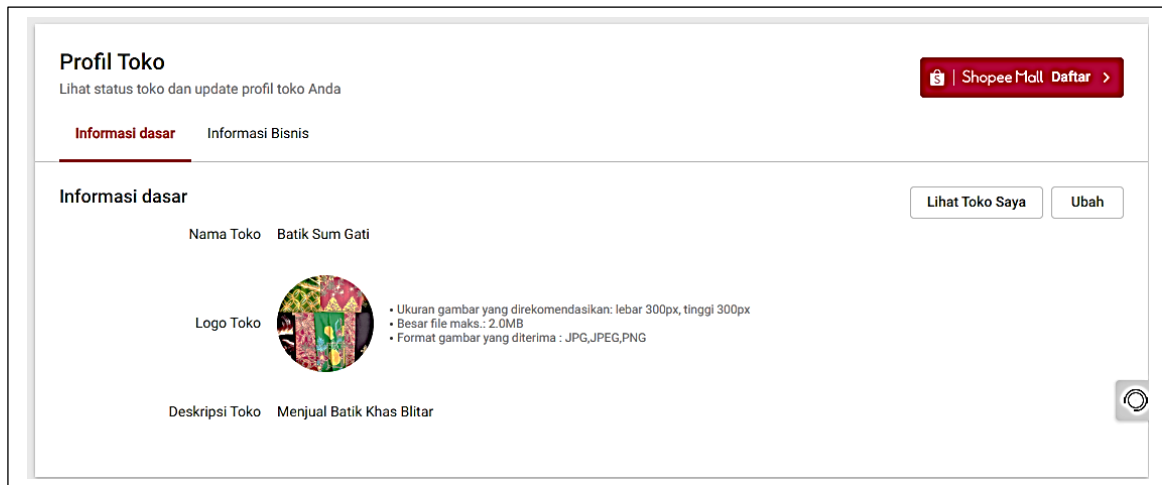 Profil Toko
Lihat status toko dan update profil toko Anda
Shopee Mall Daftar >
Informasi dasar Informasi Bisnis
Informasi dasar
Lihat Toko Saya Ubah
Nama Toko Batik Sum Gati
Logo Toko
• Ukuran gambar yang direkomendasikan: lebar 300px, tinggi 300px
• Besar file maks.: 2.0MB
• Format gambar yang diterima : JPG,JPEG,PNG
Deskripsi Toko Menjual Batik Khas Blitar